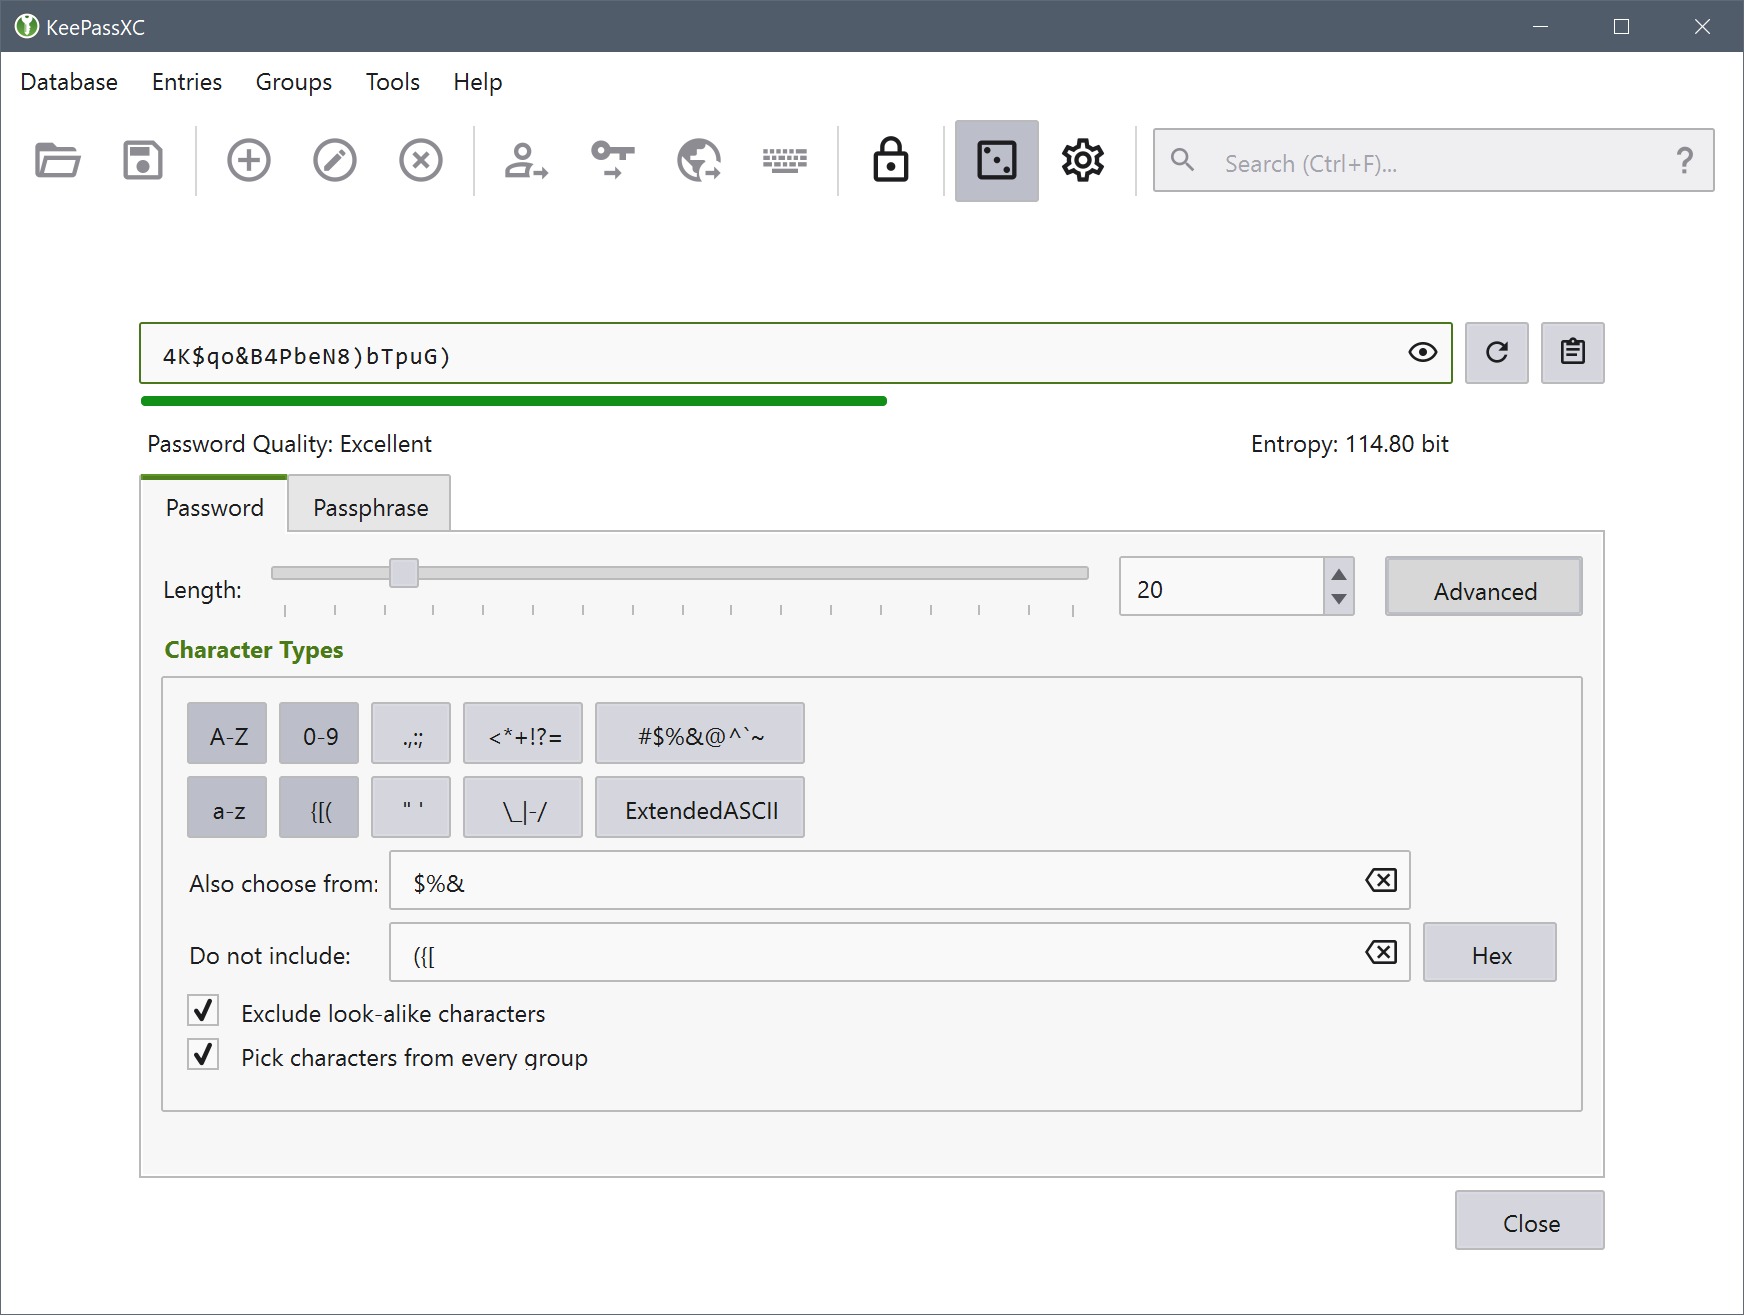 KeePassXC
Database Entries Groups Tools Help
Search (Ctrl+F)... ?
4K$qo&B4PbeN8)bTpuG)
Password Quality: Excellent Entropy: 114.80 bit
Password Passphrase
Length: 20 Advanced
Character Types
A-Z 0-9 .,:; <*+!?= #$%&@^`~
a-z {[( " ' \_|-/ ExtendedASCII
Also choose from: $%&
Do not include: ({[ Hex
Exclude look-alike characters
Pick characters from every group
Close